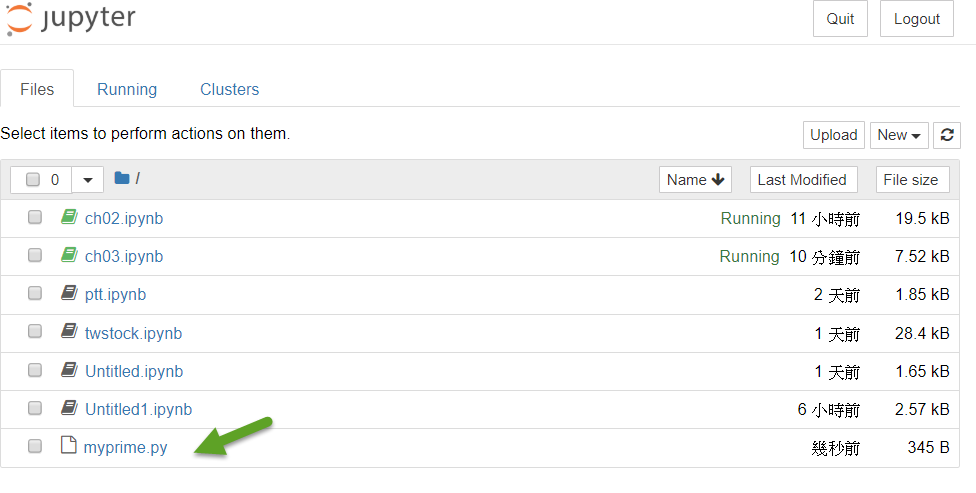 jupyter Quit Logout
Files Running Clusters
Select items to perform actions on them. Upload New
0 / Name Last Modified File size
ch02.ipynb Running 11 小時前 19.5 kB
ch03.ipynb Running 10 分鐘前 7.52 kB
ptt.ipynb 2 天前 1.85 kB
twstock.ipynb 1 天前 28.4 kB
Untitled.ipynb 1 天前 1.65 kB
Untitled1.ipynb 6 小時前 2.57 kB
myprime.py 幾秒前 345 B